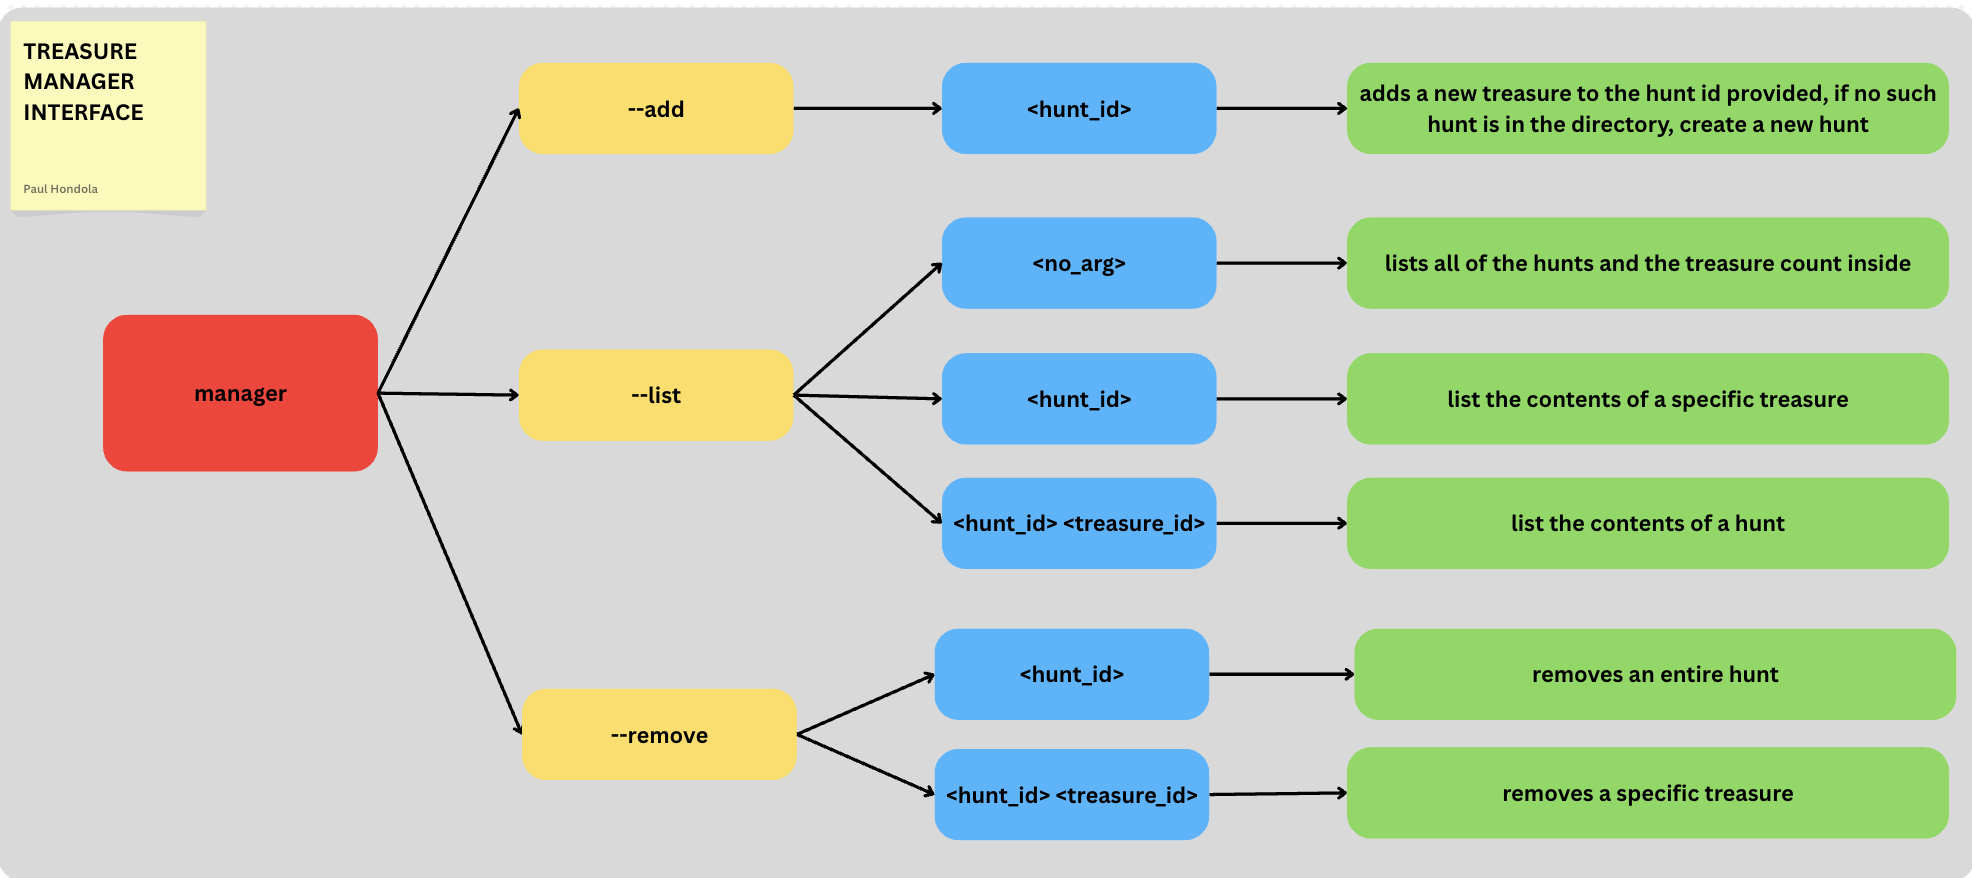 TREASURE
MANAGER
INTERFACE
Paul Hondola
manager
--add
<hunt_id>
adds a new treasure to the hunt id provided, if no such
hunt is in the directory, create a new hunt
--list
<no_arg>
lists all of the hunts and the treasure count inside
<hunt_id>
list the contents of a specific treasure
<hunt_id> <treasure_id>
list the contents of a hunt
--remove
<hunt_id>
removes an entire hunt
<hunt_id> <treasure_id>
removes a specific treasure